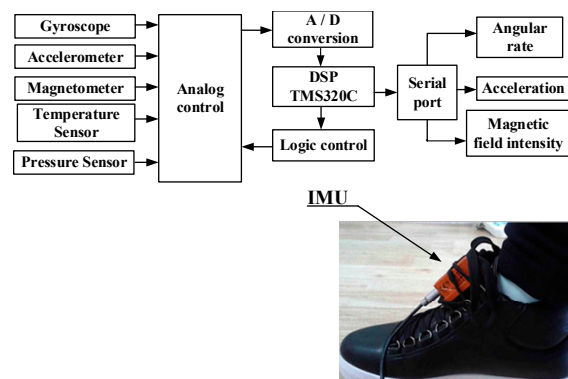 Gyroscope
Accelerometer
Magnetometer
Temperature
Sensor
Pressure Sensor
Analog
control
A / D
conversion
DSP
TMS320C
Logic control
Serial
port
Angular
rate
Acceleration
Magnetic
field intensity
IMU